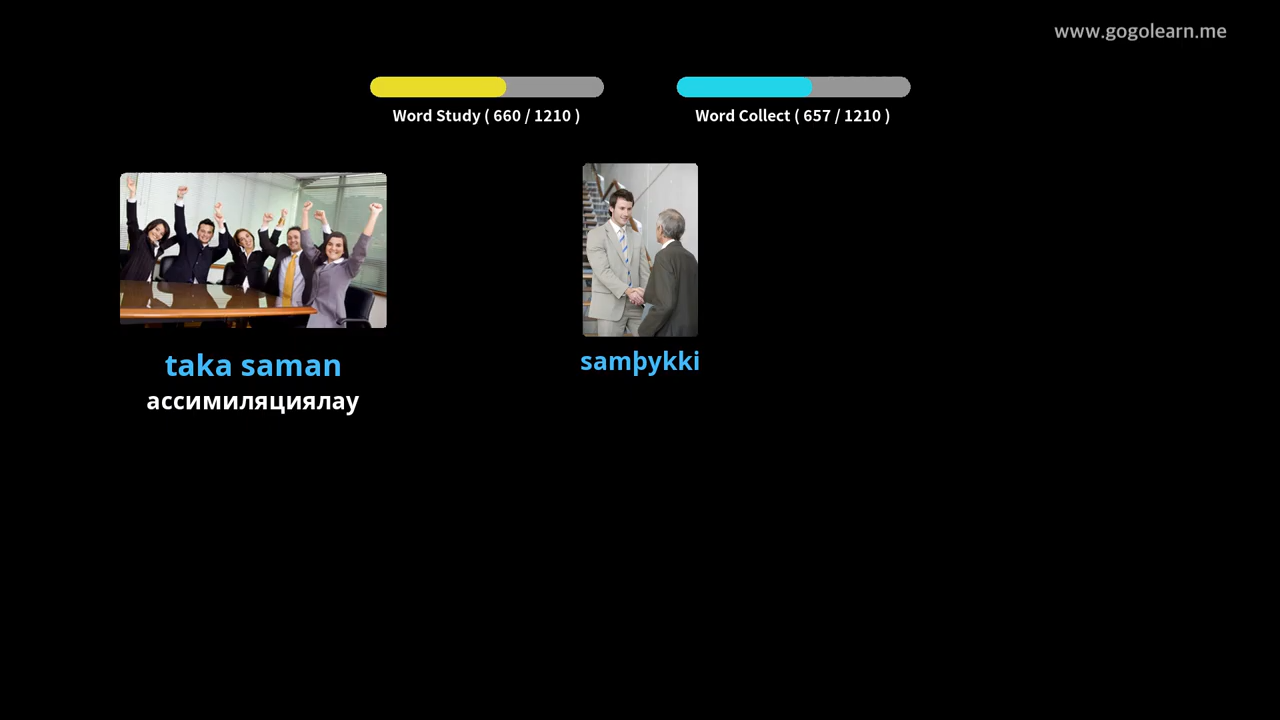 www.gogolearn.me
Word Study ( 660 / 1210 )
Word Collect ( 657 / 1210 )
taka saman
ассимиляциялау
samþykki